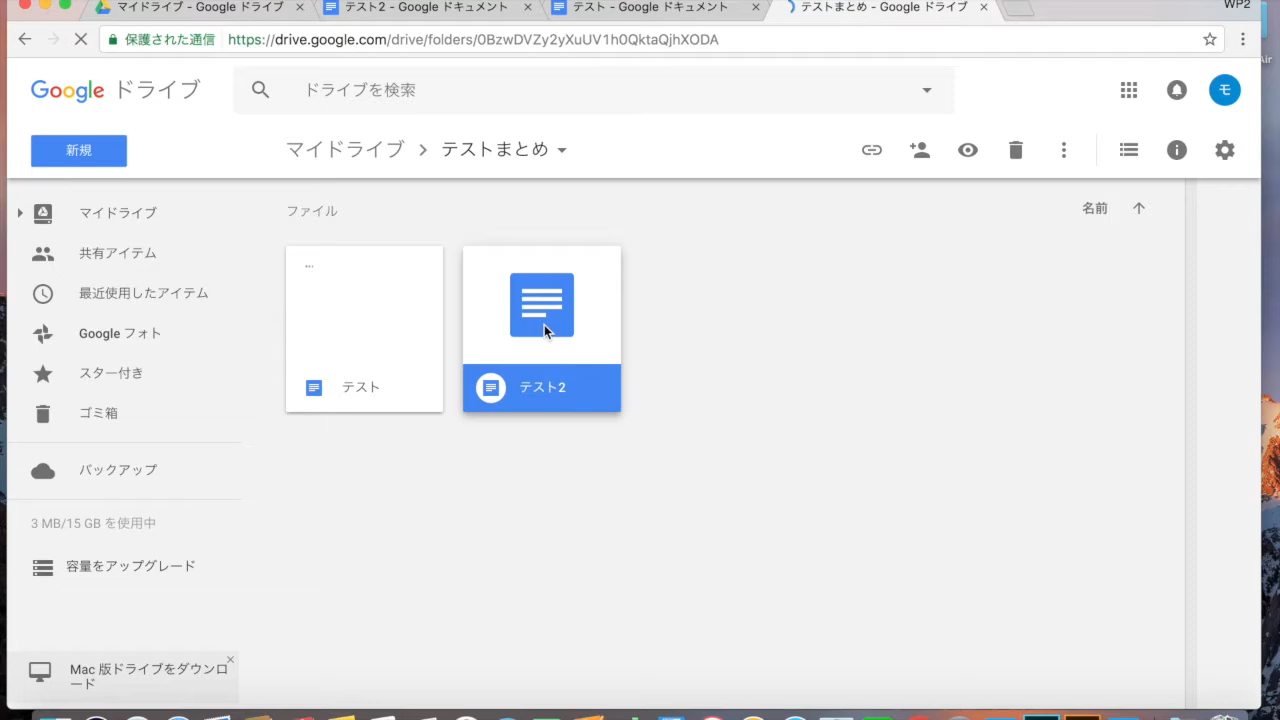 マイドライブ - Google ドライブ
テスト2 - Google ドキュメント
テスト - Google ドキュメント
テストまとめ - Google ドライブ
WP2
保護された通信
https://drive.google.com/drive/folders/0BzwDVZy2yXuUV1h0QktaQjhXODA
Air
Google ドライブ
ドライブを検索
モ
新規
マイドライブ > テストまとめ
マイドライブ
共有アイテム
最近使用したアイテム
Google フォト
スター付き
ゴミ箱
バックアップ
3 MB/15 GB を使用中
容量をアップグレード
Mac 版ドライブをダウンロ
ード
ファイル
名前
...
テスト
テスト2